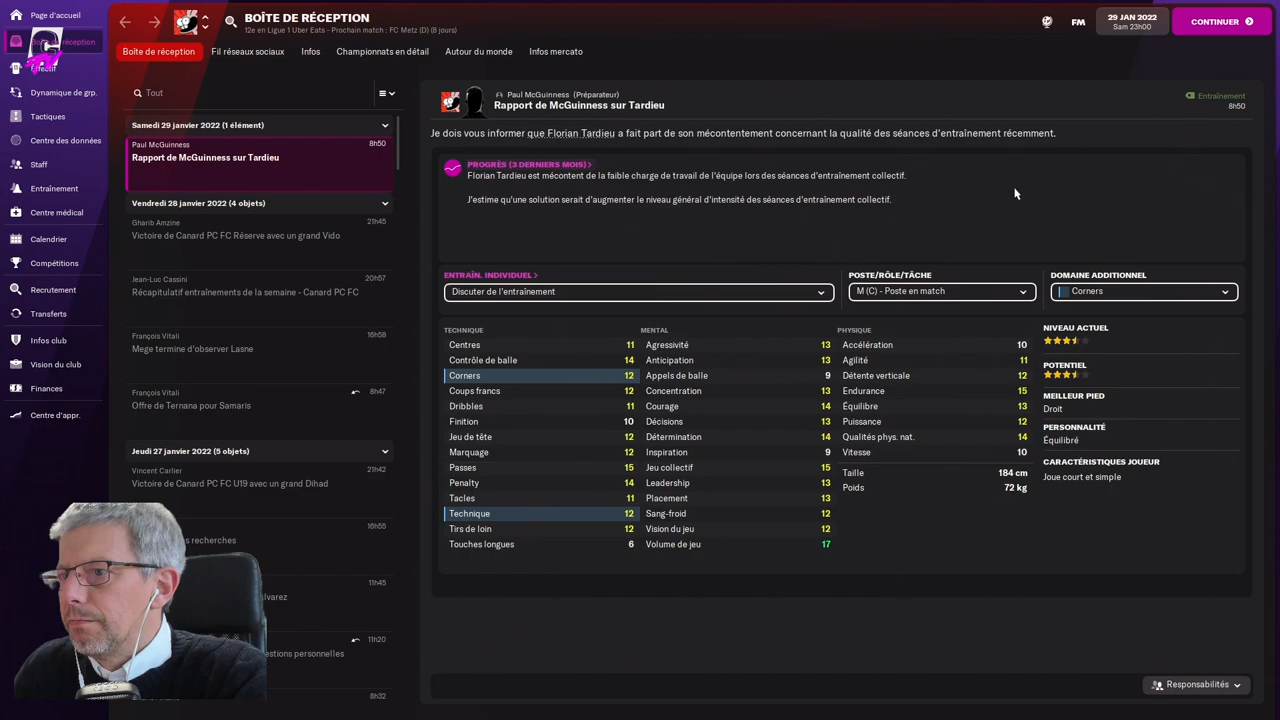 Page d'accueil
Effectif
Dynamique de grp.
Tactiques
Centre des données
Staff
Entraînement
Centre médical
Calendrier
Compétitions
Recrutement
Transferts
Infos club
Vision du club
Finances
Centre d'appr.
BOÎTE DE RÉCEPTION
12e en Ligue 1 Uber Eats - Prochain match : FC Metz (D) (8 jours)
FM
29 JAN 2022
Sam 23h00
CONTINUER
Boîte de réception
Fil réseaux sociaux
Infos
Championnats en détail
Autour du monde
Infos mercato
Tout
Samedi 29 janvier 2022 (1 élément)
Paul McGuinness 8h50
Rapport de McGuinness sur Tardieu
Vendredi 28 janvier 2022 (4 objets)
Gharib Amzine 21h45
Victoire de Canard PC FC Réserve avec un grand Vido
Jean-Luc Cassini 20h57
Récapitulatif entraînements de la semaine - Canard PC FC
François Vitali 16h58
Mege termine d'observer Lasne
François Vitali 8h47
Offre de Ternana pour Samaris
Jeudi 27 janvier 2022 (5 objets)
Vincent Carlier 21h42
Victoire de Canard PC FC U19 avec un grand Dihad
16h55
recherches
11h45
lvarez
11h20
estions personnelles
8h32
Paul McGuinness (Préparateur)
Rapport de McGuinness sur Tardieu
Entraînement
8h50
Je dois vous informer que Florian Tardieu a fait part de son mécontentement concernant la qualité des séances d'entraînement récemment.
PROGRÈS (3 DERNIERS MOIS)>
Florian Tardieu est mécontent de la faible charge de travail de l'équipe lors des séances d'entraînement collectif.
J'estime qu'une solution serait d'augmenter le niveau général d'intensité des séances d'entraînement collectif.
ENTRAÎN. INDIVIDUEL >
Discuter de l'entraînement
POSTE/RÔLE/TÂCHE
M (C) - Poste en match
DOMAINE ADDITIONNEL
Corners
TECHNIQUE
Centres 11
Contrôle de balle 14
Corners 12
Coups francs 12
Dribbles 11
Finition 10
Jeu de tête 12
Marquage 12
Passes 15
Penalty 14
Tacles 11
Technique 12
Tirs de loin 12
Touches longues 6
MENTAL
Agressivité 13
Anticipation 13
Appels de balle 9
Concentration 13
Courage 14
Décisions 13
Détermination 14
Inspiration 9
Jeu collectif 15
Leadership 13
Placement 13
Sang-froid 12
Vision du jeu 12
Volume de jeu 17
PHYSIQUE
Accélération 10
Agilité 11
Détente verticale 12
Endurance 15
Équilibre 13
Puissance 12
Qualités phys. nat. 14
Vitesse 10
Taille 184 cm
Poids 72 kg
NIVEAU ACTUEL
POTENTIEL
MEILLEUR PIED
Droit
PERSONNALITÉ
Équilibré
CARACTÉRISTIQUES JOUEUR
Joue court et simple
Responsabilités